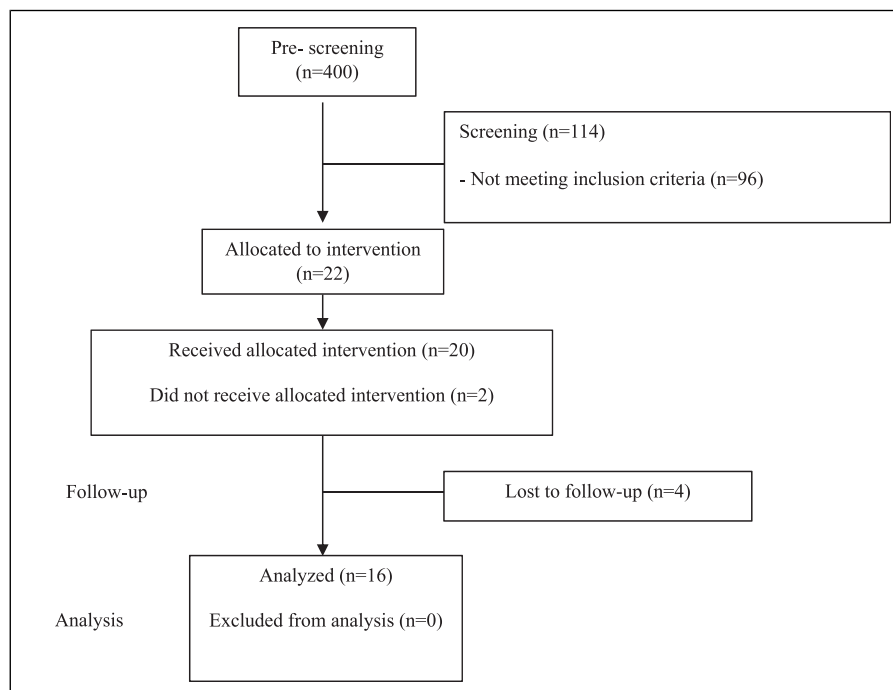 Pre- screening
(n=400)
Screening (n=114)
- Not meeting inclusion criteria (n=96)
Allocated to intervention
(n=22)
Received allocated intervention (n=20)
Did not receive allocated intervention (n=2)
Follow-up
Lost to follow-up (n=4)
Analyzed (n=16)
Analysis
Excluded from analysis (n=0)